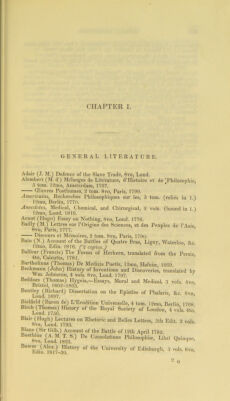 CHAPTER I.
GENERAL LITERATURE.
Adair (J. M.) Defence of the Slave Trade, 8vo, Lond.
Alembert (M. d') Mélanges de Litérature, d'Histoire et de Philosophie,
5 tom. 12mo, Amsterdam, 1767.
—— Œuvres Posthumes, 2 tom. 8vo, Paris, 1799.
Americains, Recherches Philosophiques sur les, 3 tom. (reliés in 1.)
12mo, Berlin, 1770.
Anecdotes, Medical, Chemical, and Chirurgical, 2 vols. (bound in 1.)
12mo, Lond. 1816.
Arnot (Hugo) Essay on Nothing, 8vo, Lond. 1776.
Bailly (M.) Lettres sur l'Origine des Sciences, et des Peuples de l'Asie,
8vo, Paris, 1777.
—— Discours et Mémoires, 2 tom. 8vo, Paris, 1790.
Bain (N.) Account of the Battles of Quatre Bras, Ligny, Waterloo, &c.
12mo, Edin. 1816. (2 copies.)
Balfour (Francis) The Forms of Herkern, translated from the Persic,
4to, Calcutta, 1781.
Bartholinus (Thomas) De Medicis Poetis, 12mo, Hafniæ, 1669.
Beckmann (John) History of Inventions and Discoveries, translated by
Wm. Johnston, 4 vols. 8vo, Lond. 1797.
Beddoes (Thomas) Hygeia,—Essays, Moral and Medical, 3 vols. 8vo,
Bristol, 1802-1803.
Bentley (Richard) Dissertation on the Epistles of Phalaris, &c. 8vo,
Lond. 1697.
Bielfeld (Baron de) L'Erudition Universelle, 4 tom. 12mo, Berlin, 1768.
Birch (Thomas) History of the Royal Society of London, 4 vols. 4to,
Lond. 1756.
Blair (Hugh) Lectures on Rhetoric and Belles Lettres, 5th Edit. 3 vols.
8vo, Lond. 1793.
Blane (Sir Gilb.) Account of the Battle of 12th April 1782.
Boethius (A. M. T. S.) De Consolatione Philosophiæ, Libri Quinque,
8vo, Lond. 1823.
Bower (Alex.) History of the University of Edinburgh, 3 vols. 8vo,
Edin. 1817-30.